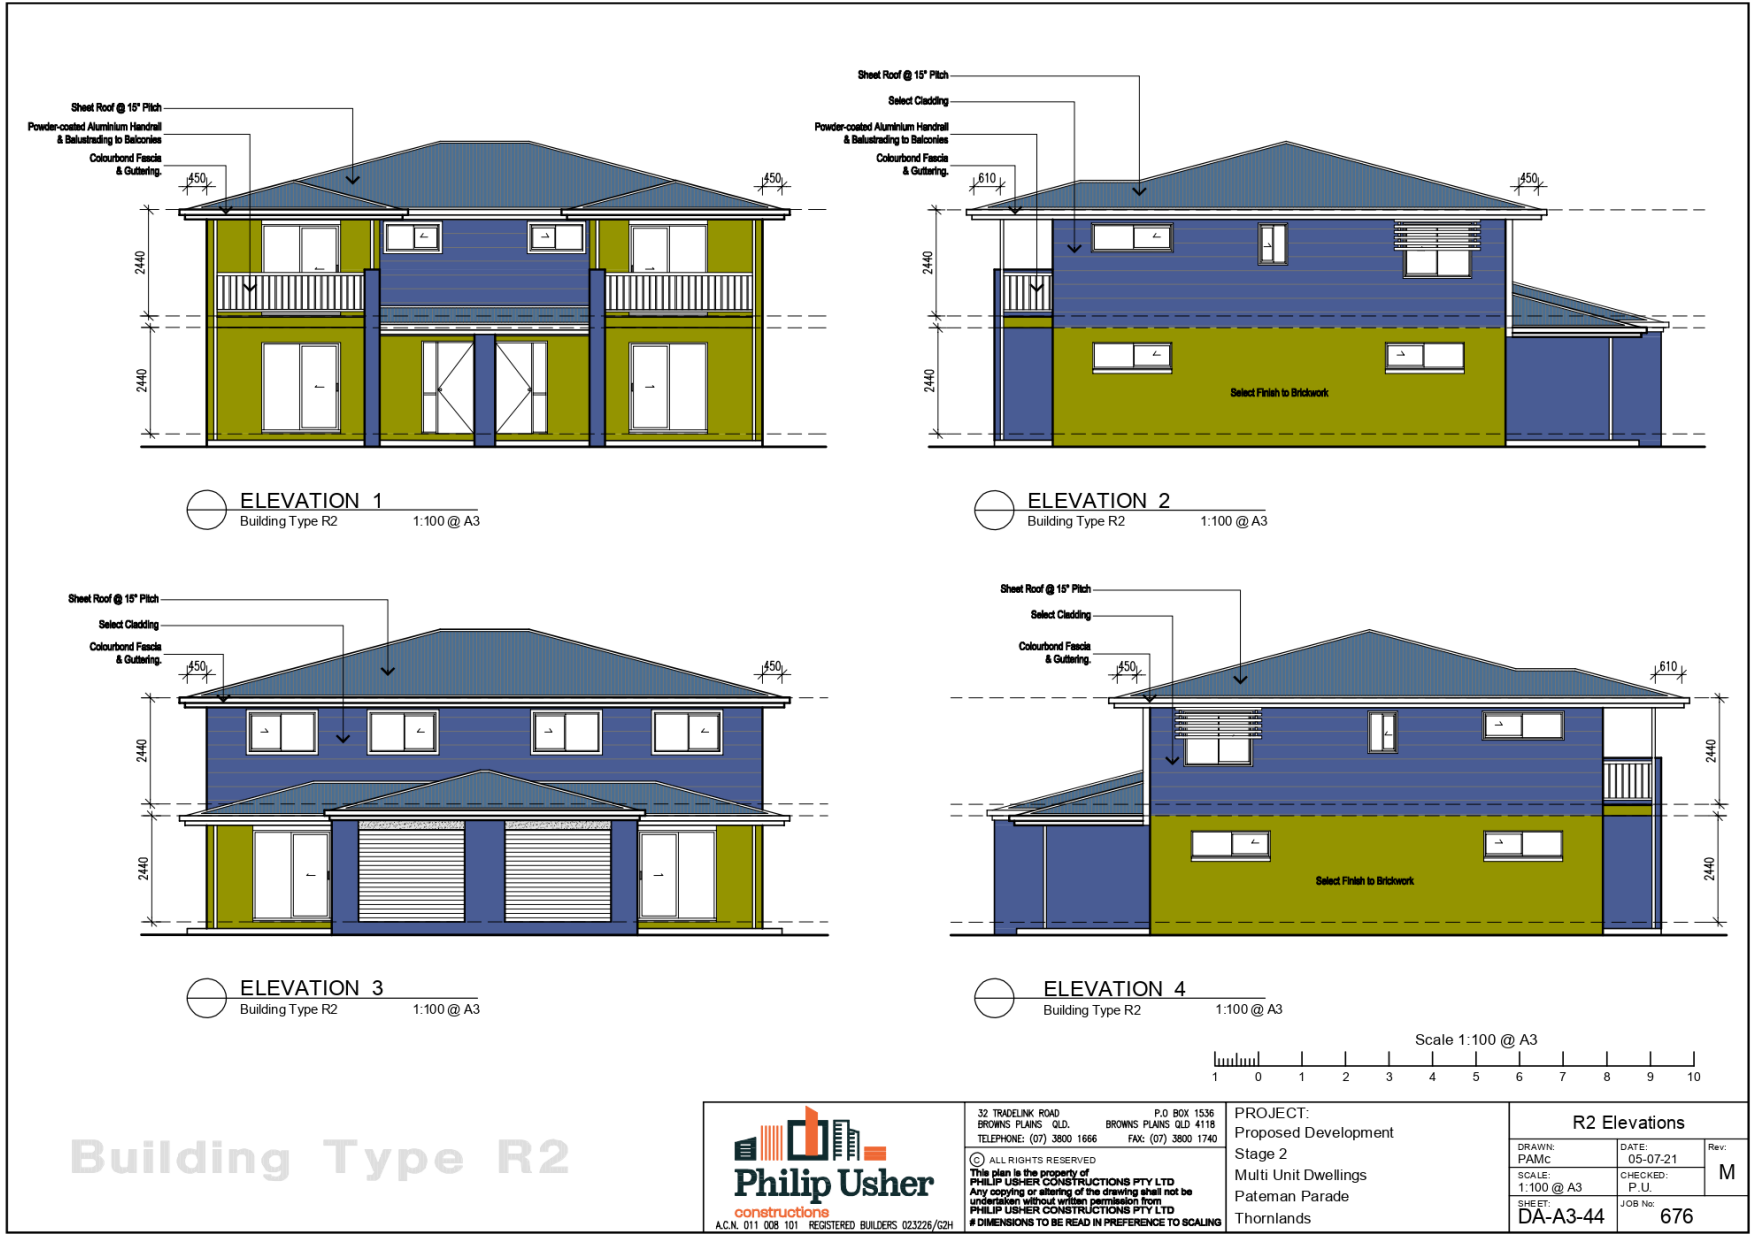 Sheet Roof @ 15° Pitch
Powder-coated Aluminium Handrail
& Balustrading to Balconies
Colourbond Fascia
& Guttering.
450
450
2440
2440
ELEVATION 1
Building Type R2 1:100 @ A3
Sheet Roof @ 15° Pitch
Select Cladding
Powder-coated Aluminium Handrail
& Balustrading to Balconies
Colourbond Fascia
& Guttering.
610
450
2440
2440
Select Finish to Brickwork
ELEVATION 2
Building Type R2 1:100 @ A3
Sheet Roof @ 15° Pitch
Select Cladding
Colourbond Fascia
& Guttering.
450
450
2440
2440
ELEVATION 3
Building Type R2 1:100 @ A3
Sheet Roof @ 15° Pitch
Select Cladding
Colourbond Fascia
& Guttering.
450
610
2440
2440
Select Finish to Brickwork
ELEVATION 4
Building Type R2 1:100 @ A3
Scale 1:100 @ A3
1 0 1 2 3 4 5 6 7 8 9 10
Building Type R2
Philip Usher
constructions
A.C.N. 011 008 101 REGISTERED BUILDERS 023226/G2H
32 TRADELINK ROAD P.O BOX 1536
BROWNS PLAINS QLD. BROWNS PLAINS QLD 4118
TELEPHONE: (07) 3800 1666 FAX: (07) 3800 1740
© ALL RIGHTS RESERVED
This plan is the property of
PHILIP USHER CONSTRUCTIONS PTY LTD
Any copying or altering of the drawing shall not be
undertaken without written permission from
PHILIP USHER CONSTRUCTIONS PTY LTD
# DIMENSIONS TO BE READ IN PREFERENCE TO SCALING
PROJECT:
Proposed Development
Stage 2
Multi Unit Dwellings
Pateman Parade
Thornlands
R2 Elevations
DRAWN: DATE: Rev:
PAMc 05-07-21 M
SCALE: CHECKED:
1:100 @ A3 P.U.
SHEET: JOB No:
DA-A3-44 676